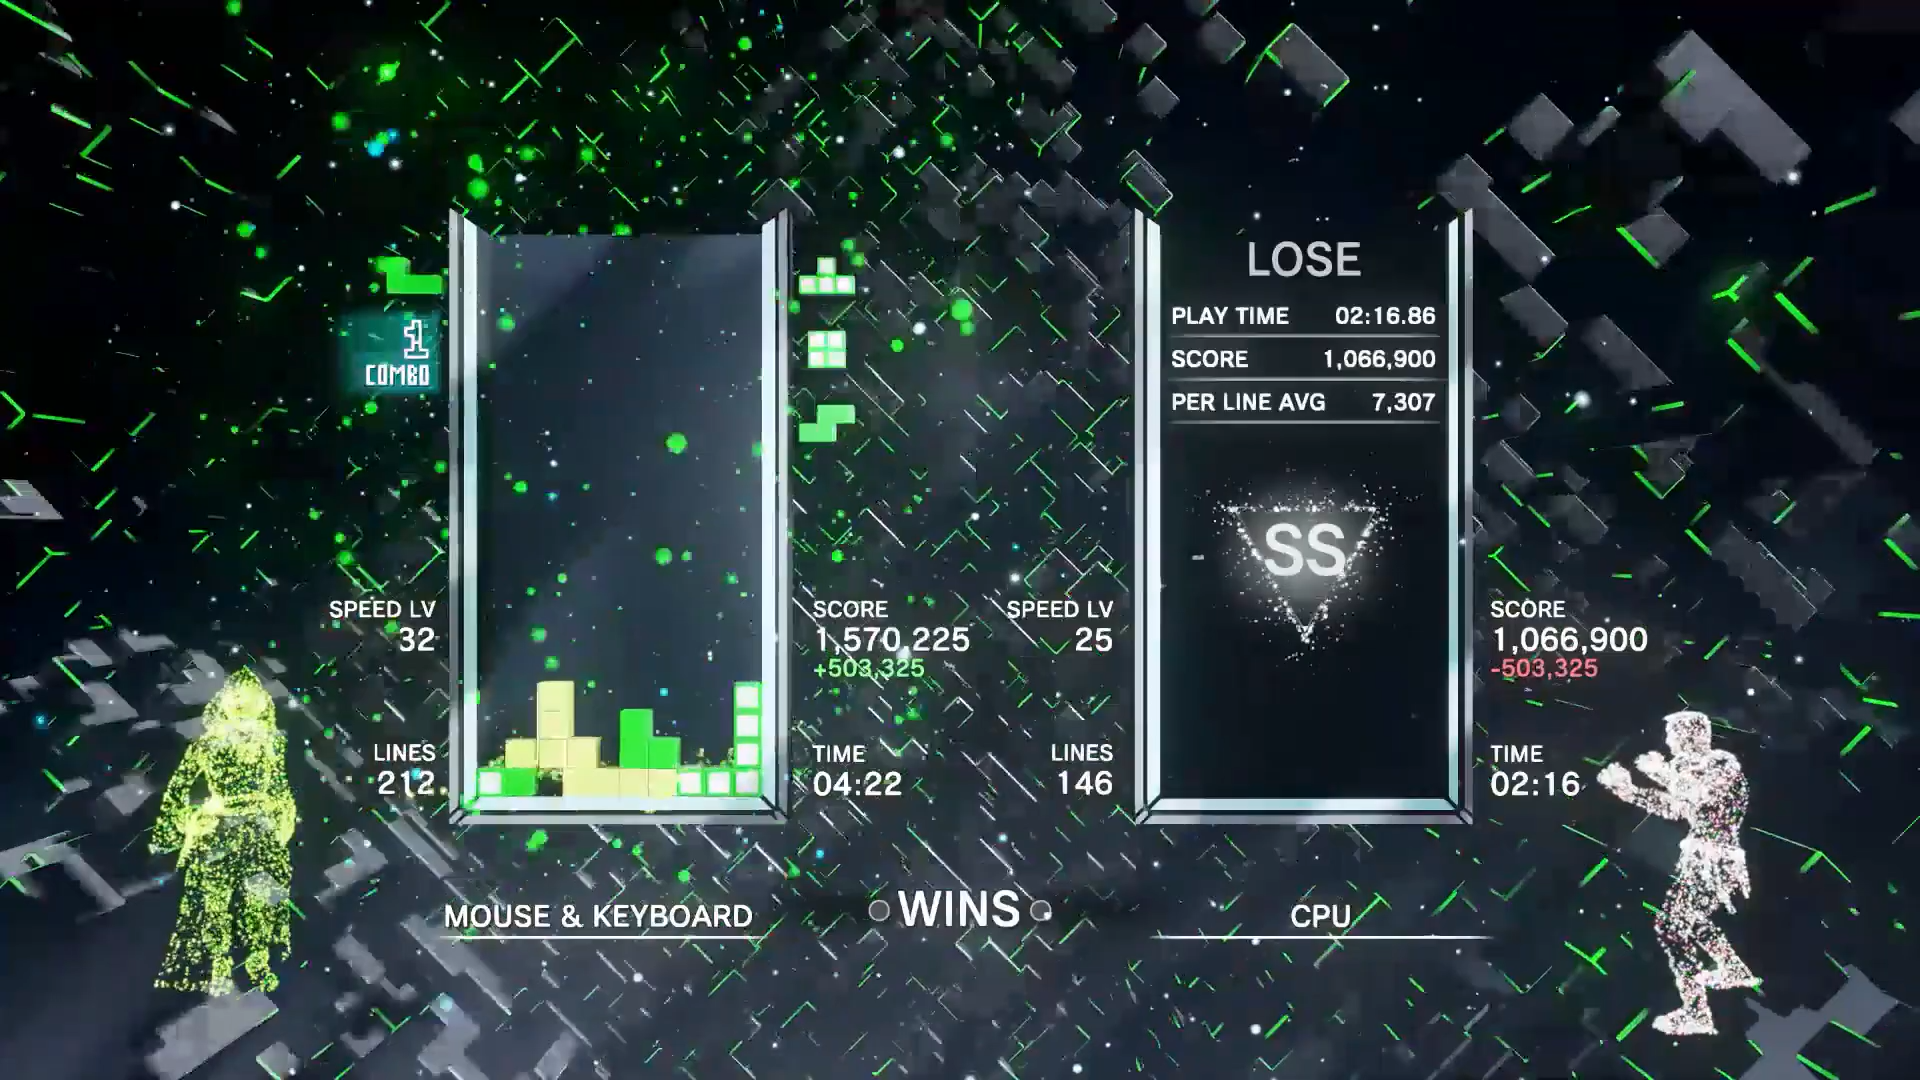 1
COMBO
SPEED LV
32
LINES
212
SCORE
1,570,225
+503,325
TIME
04:22
MOUSE & KEYBOARD
WINS
LOSE
PLAY TIME 02:16.86
SCORE 1,066,900
PER LINE AVG 7,307
SS
SPEED LV
25
LINES
146
SCORE
1,066,900
-503,325
TIME
02:16
CPU